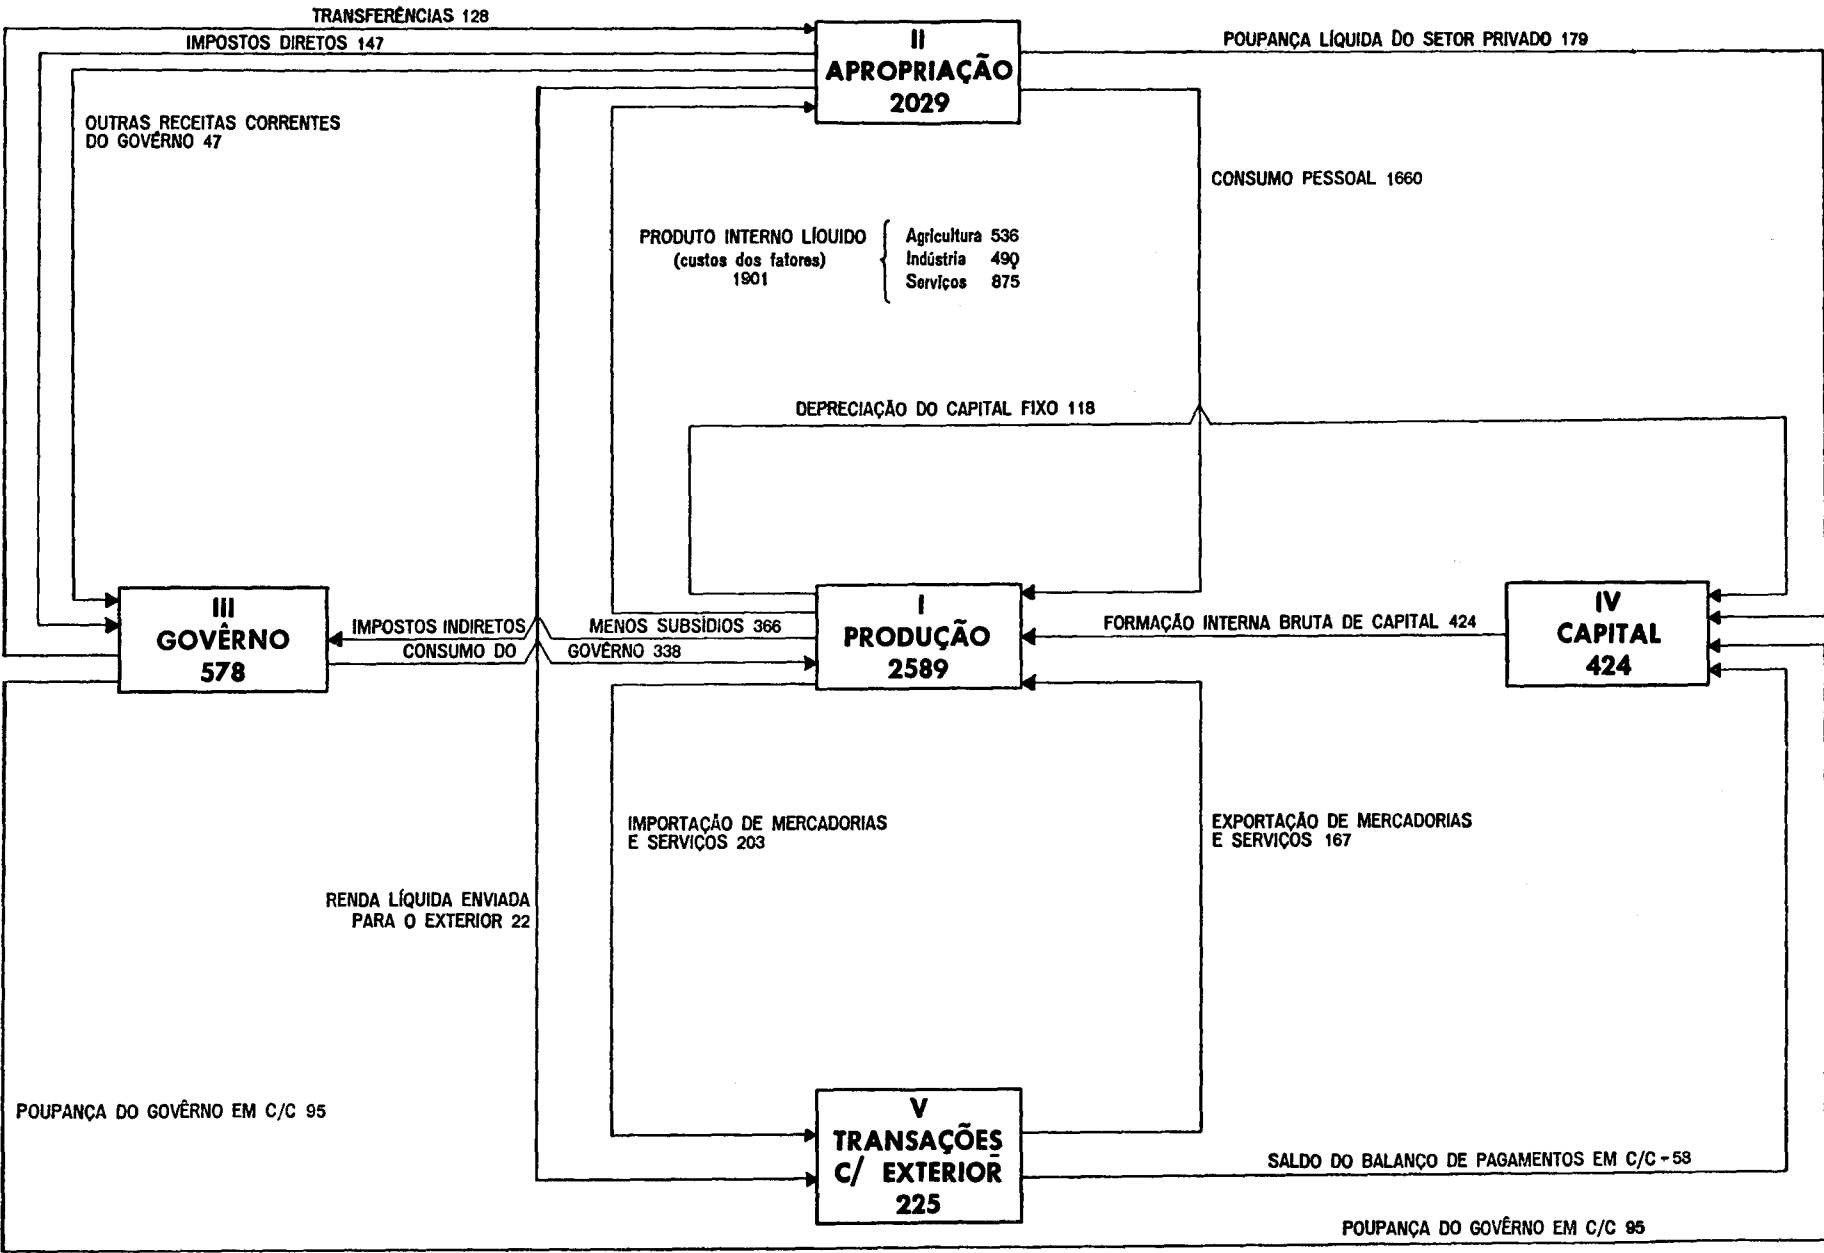 TRANSFERÊNCIAS 128
IMPOSTOS DIRETOS 147
OUTRAS RECEITAS CORRENTES
DO GOVÊRNO 47
II
APROPRIAÇÃO
2029
POUPANÇA LÍQUIDA DO SETOR PRIVADO 179
CONSUMO PESSOAL 1660
PRODUTO INTERNO LÍOUIDO
(custos dos fatores)
1901
Agricultura 536
Indústria 490
Serviços 875
DEPRECIAÇÃO DO CAPITAL FIXO 118
III
GOVÊRNO
578
IMPOSTOS INDIRETOS MENOS SUBSÍDIOS 366
CONSUMO DO GOVÊRNO 338
I
PRODUÇÃO
2589
FORMAÇÃO INTERNA BRUTA DE CAPITAL 424
IV
CAPITAL
424
IMPORTAÇÃO DE MERCADORIAS
E SERVIÇOS 203
EXPORTAÇÃO DE MERCADORIAS
E SERVIÇOS 167
RENDA LÍQUIDA ENVIADA
PARA O EXTERIOR 22
POUPANÇA DO GOVÊRNO EM C/C 95
V
TRANSAÇÕES
C/ EXTERIOR
225
SALDO DO BALANÇO DE PAGAMENTOS EM C/C -58
POUPANÇA DO GOVÊRNO EM C/C 95